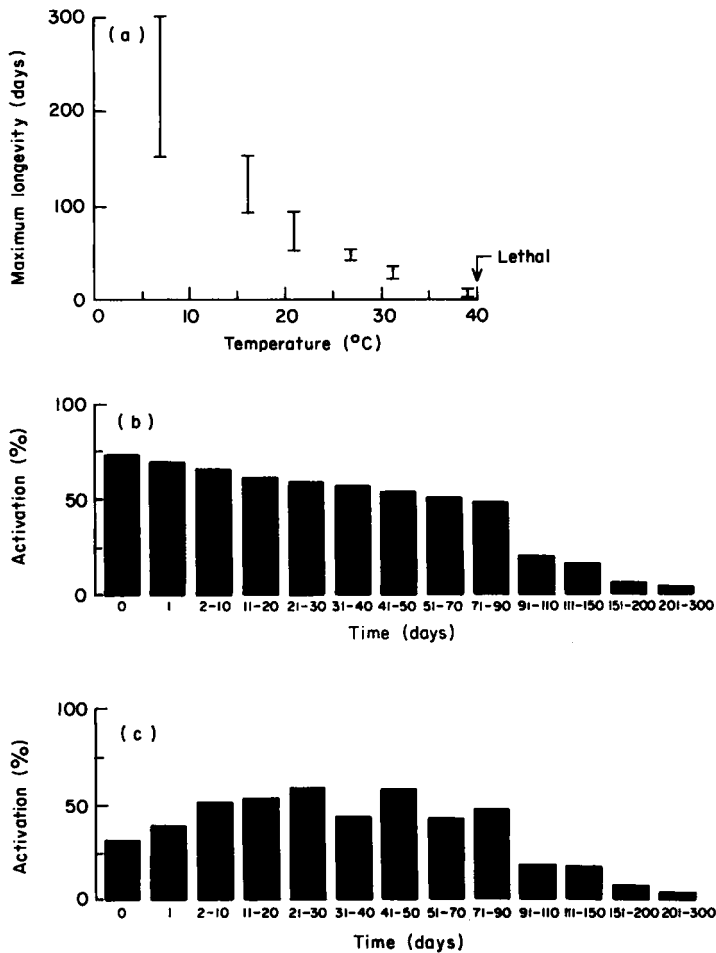 300
(a)
200
100
0
Maximum longevity (days)
Lethal
0 10 20 30 40
Temperature (°C)
100
(b)
50
0
Activation (%)
0 1 2-10 11-20 21-30 31-40 41-50 51-70 71-90 91-110 111-150 151-200 201-300
Time (days)
100
(c)
50
0
Activation (%)
0 1 2-10 11-20 21-30 31-40 41-50 51-70 71-90 91-110 111-150 151-200 201-300
Time (days)